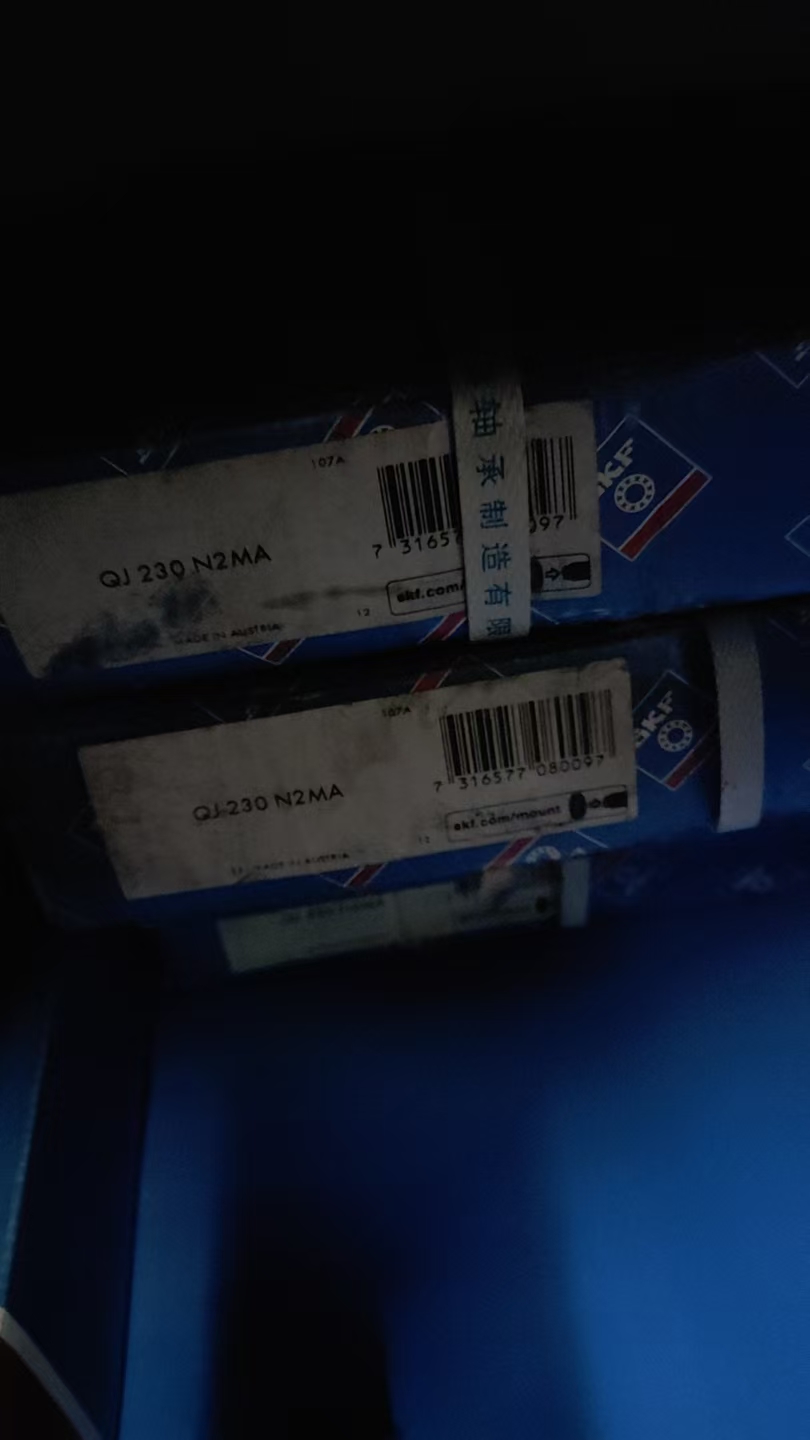 107A
7 3165 097
QJ 230 N2MA
skf.com/
12
MADE IN AUSTRIA
轴承制造有限
SKF
107A
7 316577 080097
QJ 230 N2MA
skf.com/mount
12
MADE IN AUSTRIA
SKF